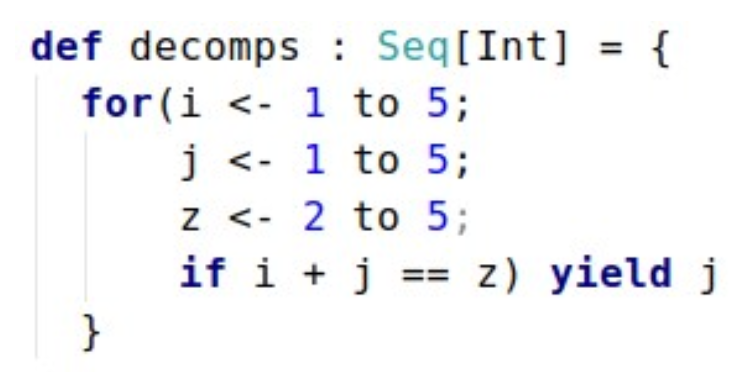 def decomps : Seq[Int] = {
for(i <- 1 to 5;
j <- 1 to 5;
z <- 2 to 5;
if i + j == z) yield j
}